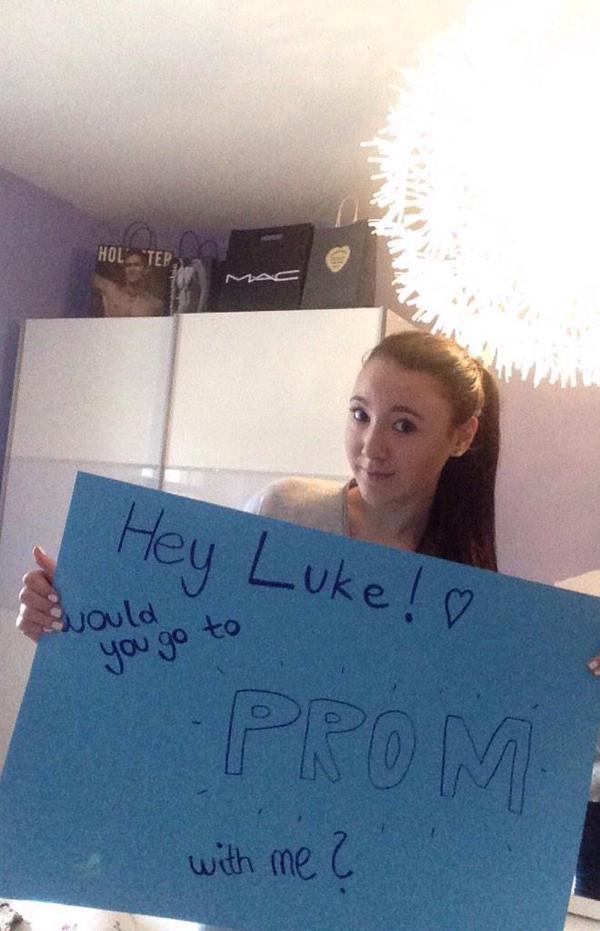 HOLLISTER
MAC
Hey Luke! ♡
would
you go to
PROM
with me?